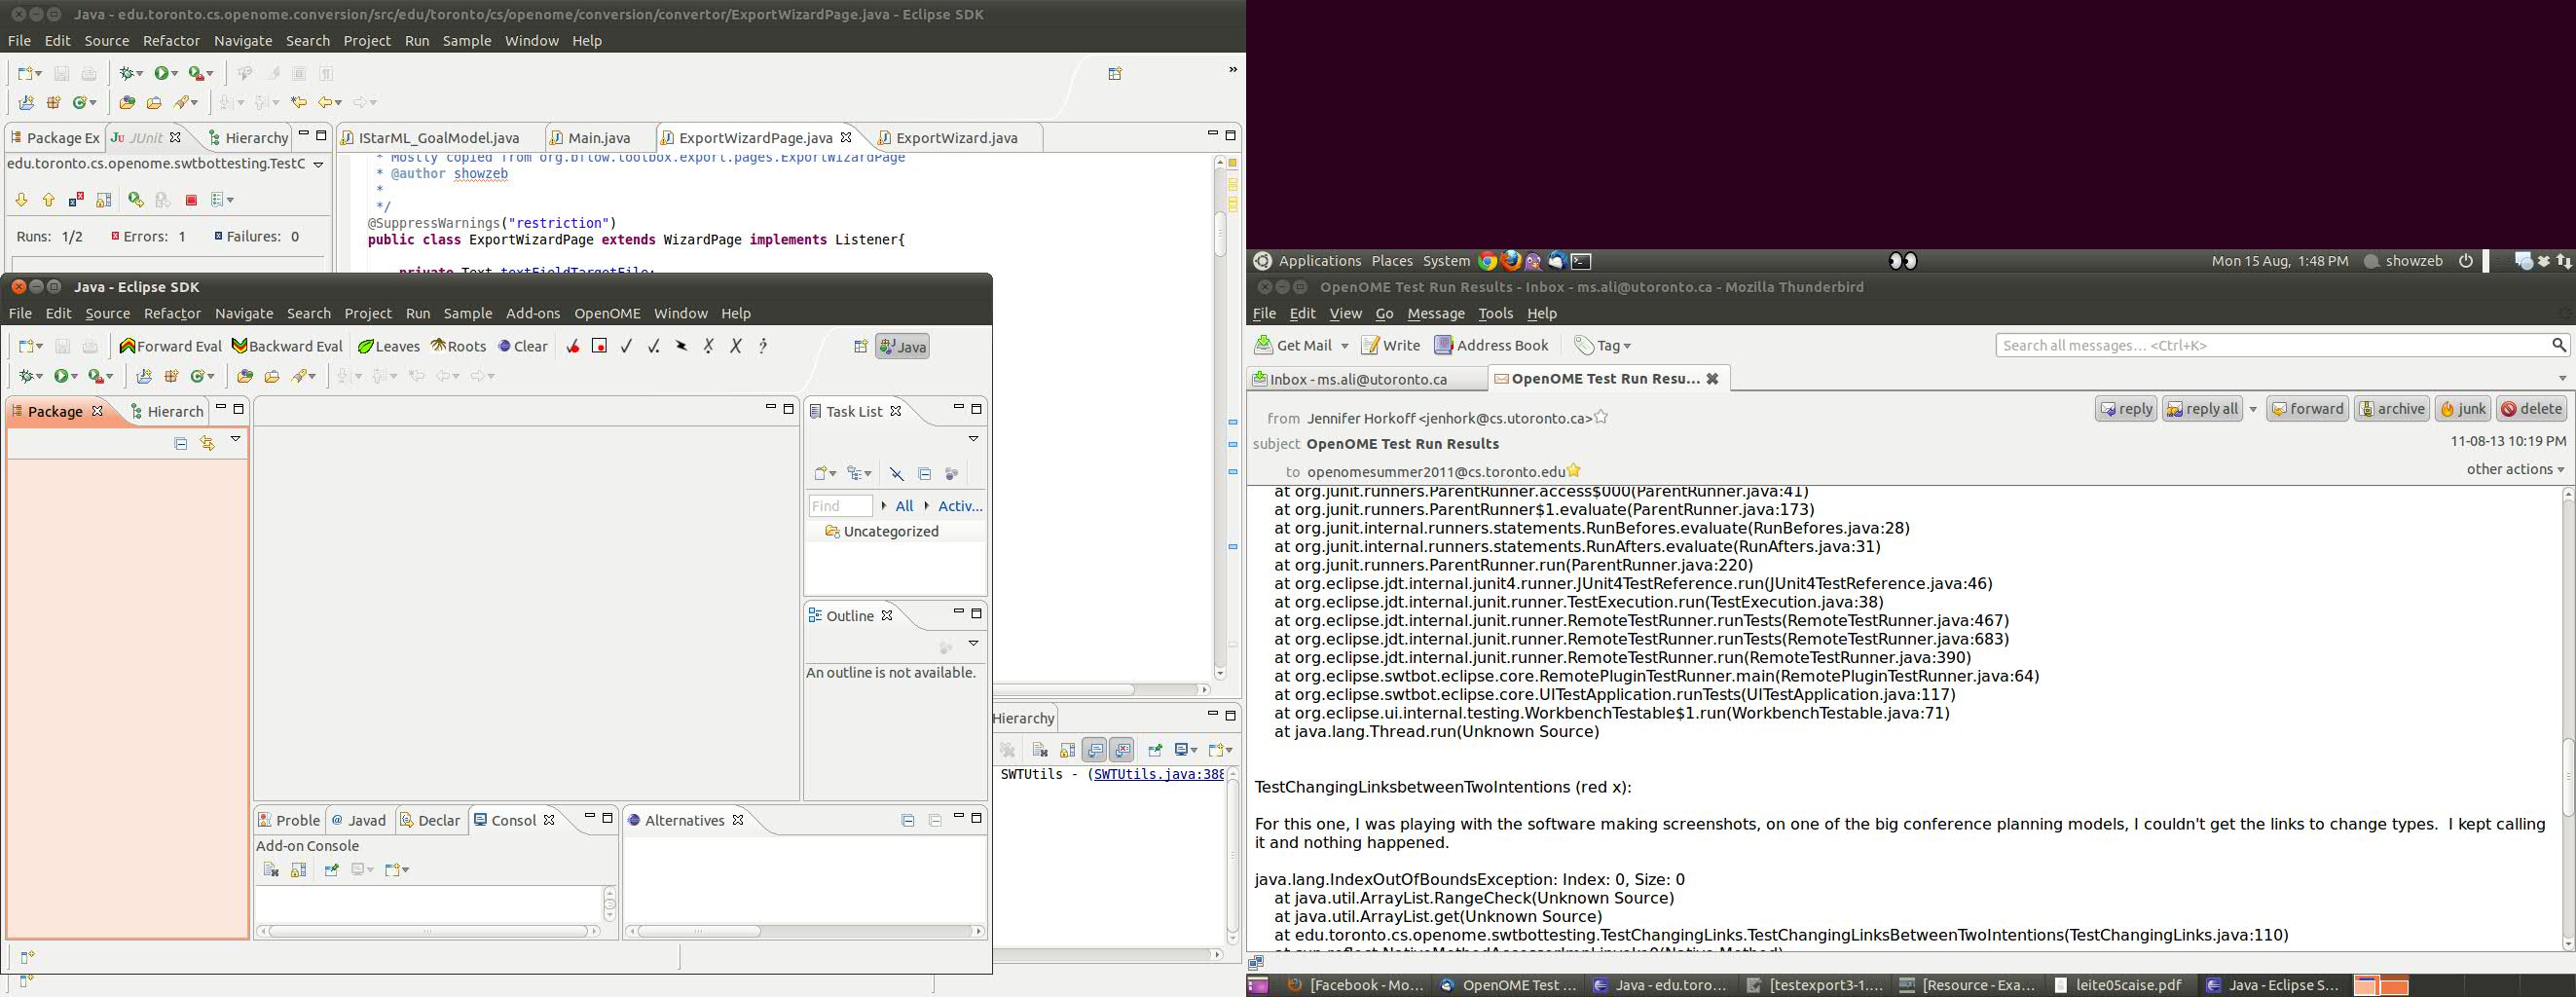 Java - edu.toronto.cs.openome.conversion/src/edu/toronto/cs/openome/conversion/convertor/ExportWizardPage.java - Eclipse SDK
File Edit Source Refactor Navigate Search Project Run Sample Window Help
Package Ex JUnit Hierarchy
edu.toronto.cs.openome.swtbottesting.TestC
Runs: 1/2 Errors: 1 Failures: 0
IStarML_GoalModel.java Main.java ExportWizardPage.java ExportWizard.java
* Mostly copied from org.bflow.toolbox.export.pages.ExportWizardPage
* @author showzeb
*
*/
@SuppressWarnings("restriction")
public class ExportWizardPage extends WizardPage implements Listener{
private Text textFieldTargetFile;
Java - Eclipse SDK
File Edit Source Refactor Navigate Search Project Run Sample Add-ons OpenOME Window Help
Forward Eval Backward Eval Leaves Roots Clear Java
Package Hierarch
Task List
Find All Activ...
Uncategorized
Outline
An outline is not available.
Proble @ Javad Declar Consol
Add-on Console
Alternatives
Hierarchy
SWTUtils - (SWTUtils.java:388
Applications Places System Mon 15 Aug, 1:48 PM showzeb
OpenOME Test Run Results - Inbox - ms.ali@utoronto.ca - Mozilla Thunderbird
File Edit View Go Message Tools Help
Get Mail Write Address Book Tag Search all messages... <Ctrl+K>
Inbox - ms.ali@utoronto.ca OpenOME Test Run Resu...
from Jennifer Horkoff <jenhork@cs.utoronto.ca> reply reply all forward archive junk delete
subject OpenOME Test Run Results 11-08-13 10:19 PM
to openomesummer2011@cs.toronto.edu other actions
at org.junit.runners.ParentRunner.access$000(ParentRunner.java:41)
at org.junit.runners.ParentRunner$1.evaluate(ParentRunner.java:173)
at org.junit.internal.runners.statements.RunBefores.evaluate(RunBefores.java:28)
at org.junit.internal.runners.statements.RunAfters.evaluate(RunAfters.java:31)
at org.junit.runners.ParentRunner.run(ParentRunner.java:220)
at org.eclipse.jdt.internal.junit4.runner.JUnit4TestReference.run(JUnit4TestReference.java:46)
at org.eclipse.jdt.internal.junit.runner.TestExecution.run(TestExecution.java:38)
at org.eclipse.jdt.internal.junit.runner.RemoteTestRunner.runTests(RemoteTestRunner.java:467)
at org.eclipse.jdt.internal.junit.runner.RemoteTestRunner.runTests(RemoteTestRunner.java:683)
at org.eclipse.jdt.internal.junit.runner.RemoteTestRunner.run(RemoteTestRunner.java:390)
at org.eclipse.swtbot.eclipse.core.RemotePluginTestRunner.main(RemotePluginTestRunner.java:64)
at org.eclipse.swtbot.eclipse.core.UITestApplication.runTests(UITestApplication.java:117)
at org.eclipse.ui.internal.testing.WorkbenchTestable$1.run(WorkbenchTestable.java:71)
at java.lang.Thread.run(Unknown Source)
TestChangingLinksbetweenTwoIntentions (red x):
For this one, I was playing with the software making screenshots, on one of the big conference planning models, I couldn't get the links to change types. I kept calling
it and nothing happened.
java.lang.IndexOutOfBoundsException: Index: 0, Size: 0
at java.util.ArrayList.RangeCheck(Unknown Source)
at java.util.ArrayList.get(Unknown Source)
at edu.toronto.cs.openome.swtbottesting.TestChangingLinks.TestChangingLinksBetweenTwoIntentions(TestChangingLinks.java:110)
[Facebook - Mo... OpenOME Test ... Java - edu.toro... [testexport3-1.... [Resource - Exa... leite05caise.pdf Java - Eclipse S...